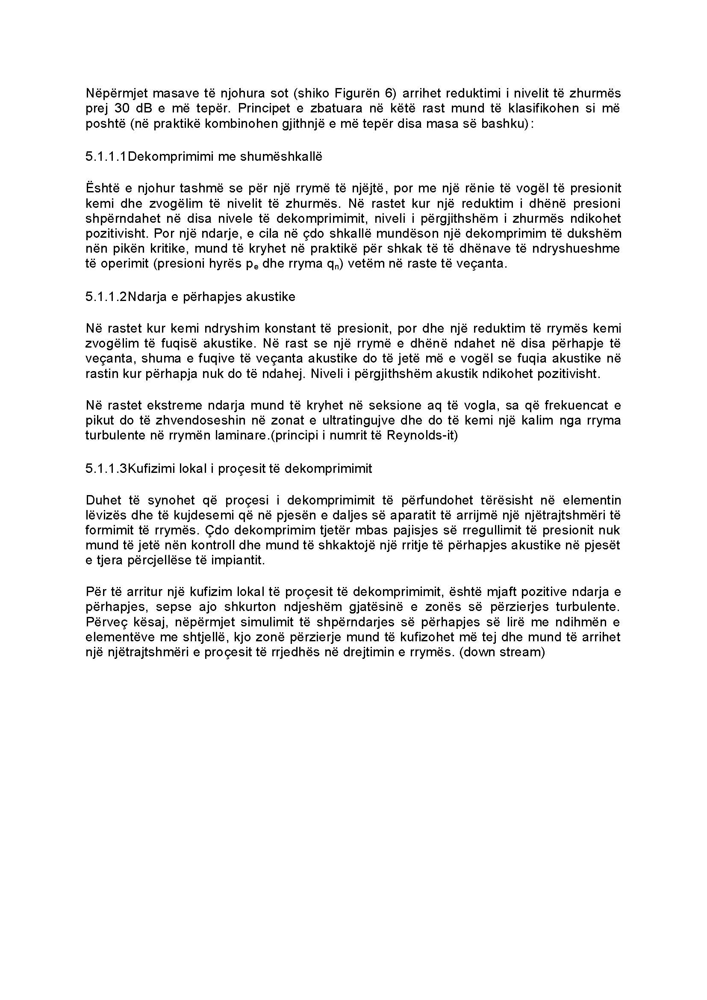 Nëpërmjet masave të njohura sot (shiko Figurën 6) arrihet reduktimi i nivelit të zhurmës
prej 30 dB e më tepër. Principet e zbatuara në këtë rast mund të klasifikohen si më
poshtë (në praktikë kombinohen gjithnjë e më tepër disa masa së bashku):
5.1.1.1Dekomprimimi me shumëshkallë
Është e njohur tashmë se për një rrymë të njëjtë, por me një rënie të vogël të presionit
kemi dhe zvogëlim të nivelit të zhurmës. Në rastet kur një reduktim i dhënë presioni
shpërndahet në disa nivele të dekomprimimit, niveli i përgjithshëm i zhurmës ndikohet
pozitivisht. Por një ndarje, e cila në çdo shkallë mundëson një dekomprimim të dukshëm
nën pikën kritike, mund të kryhet në praktikë për shkak të të dhënave të ndryshueshme
të operimit (presioni hyrës pₑ dhe rryma qₙ) vetëm në raste të veçanta.
5.1.1.2Ndarja e përhapjes akustike
Në rastet kur kemi ndryshim konstant të presionit, por dhe një reduktim të rrymës kemi
zvogëlim të fuqisë akustike. Në rast se një rrymë e dhënë ndahet në disa përhapje të
veçanta, shuma e fuqive të veçanta akustike do të jetë më e vogël se fuqia akustike në
rastin kur përhapja nuk do të ndahej. Niveli i përgjithshëm akustik ndikohet pozitivisht.
Në rastet ekstreme ndarja mund të kryhet në seksione aq të vogla, sa që frekuencat e
pikut do të zhvendoseshin në zonat e ultratingujve dhe do të kemi një kalim nga rryma
turbulente në rrymën laminare.(principi i numrit të Reynolds-it)
5.1.1.3Kufizimi lokal i proçesit të dekomprimimit
Duhet të synohet që proçesi i dekomprimimit të përfundohet tërësisht në elementin
lëvizës dhe të kujdesemi që në pjesën e daljes së aparatit të arrijmë një njëtrajtshmëri të
formimit të rrymës. Çdo dekomprimim tjetër mbas pajisjes së rregullimit të presionit nuk
mund të jetë nën kontroll dhe mund të shkaktojë një rritje të përhapjes akustike në pjesët
e tjera përcjellëse të impiantit.
Për të arritur një kufizim lokal të proçesit të dekomprimimit, është mjaft pozitive ndarja e
përhapjes, sepse ajo shkurton ndjeshëm gjatësinë e zonës së përzierjes turbulente.
Përveç kësaj, nëpërmjet simulimit të shpërndarjes së përhapjes së lirë me ndihmën e
elementëve me shtjellë, kjo zonë përzierje mund të kufizohet më tej dhe mund të arrihet
një njëtrajtshmëri e proçesit të rrjedhës në drejtimin e rrymës. (down stream)